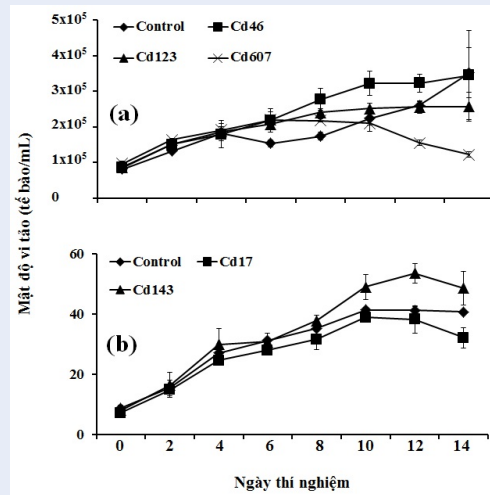 Control
Cd46
Cd123
Cd607
5x10⁵
4x10⁵
3x10⁵
2x10⁵
1x10⁵
0
(a)
Mật độ vi tảo (tế bào/mL)
Control
Cd17
Cd143
60
40
20
0
(b)
0 2 4 6 8 10 12 14
Ngày thí nghiệm